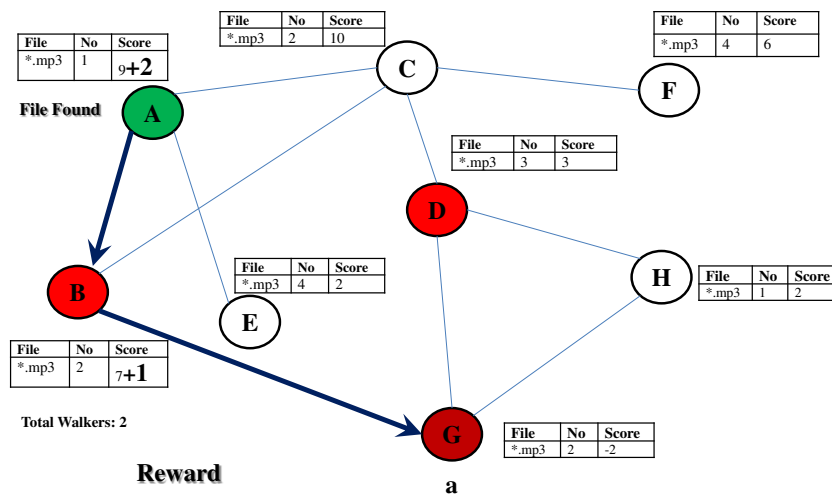 File No Score
*.mp3 2 10
File No Score
*.mp3 4 6
File No Score
*.mp3 1 9+2
C
F
File Found
A
File No Score
*.mp3 3 3
D
File No Score
*.mp3 4 2
H
File No Score
*.mp3 1 2
B
E
File No Score
*.mp3 2 7+1
Total Walkers: 2
G
File No Score
*.mp3 2 -2
Reward
a